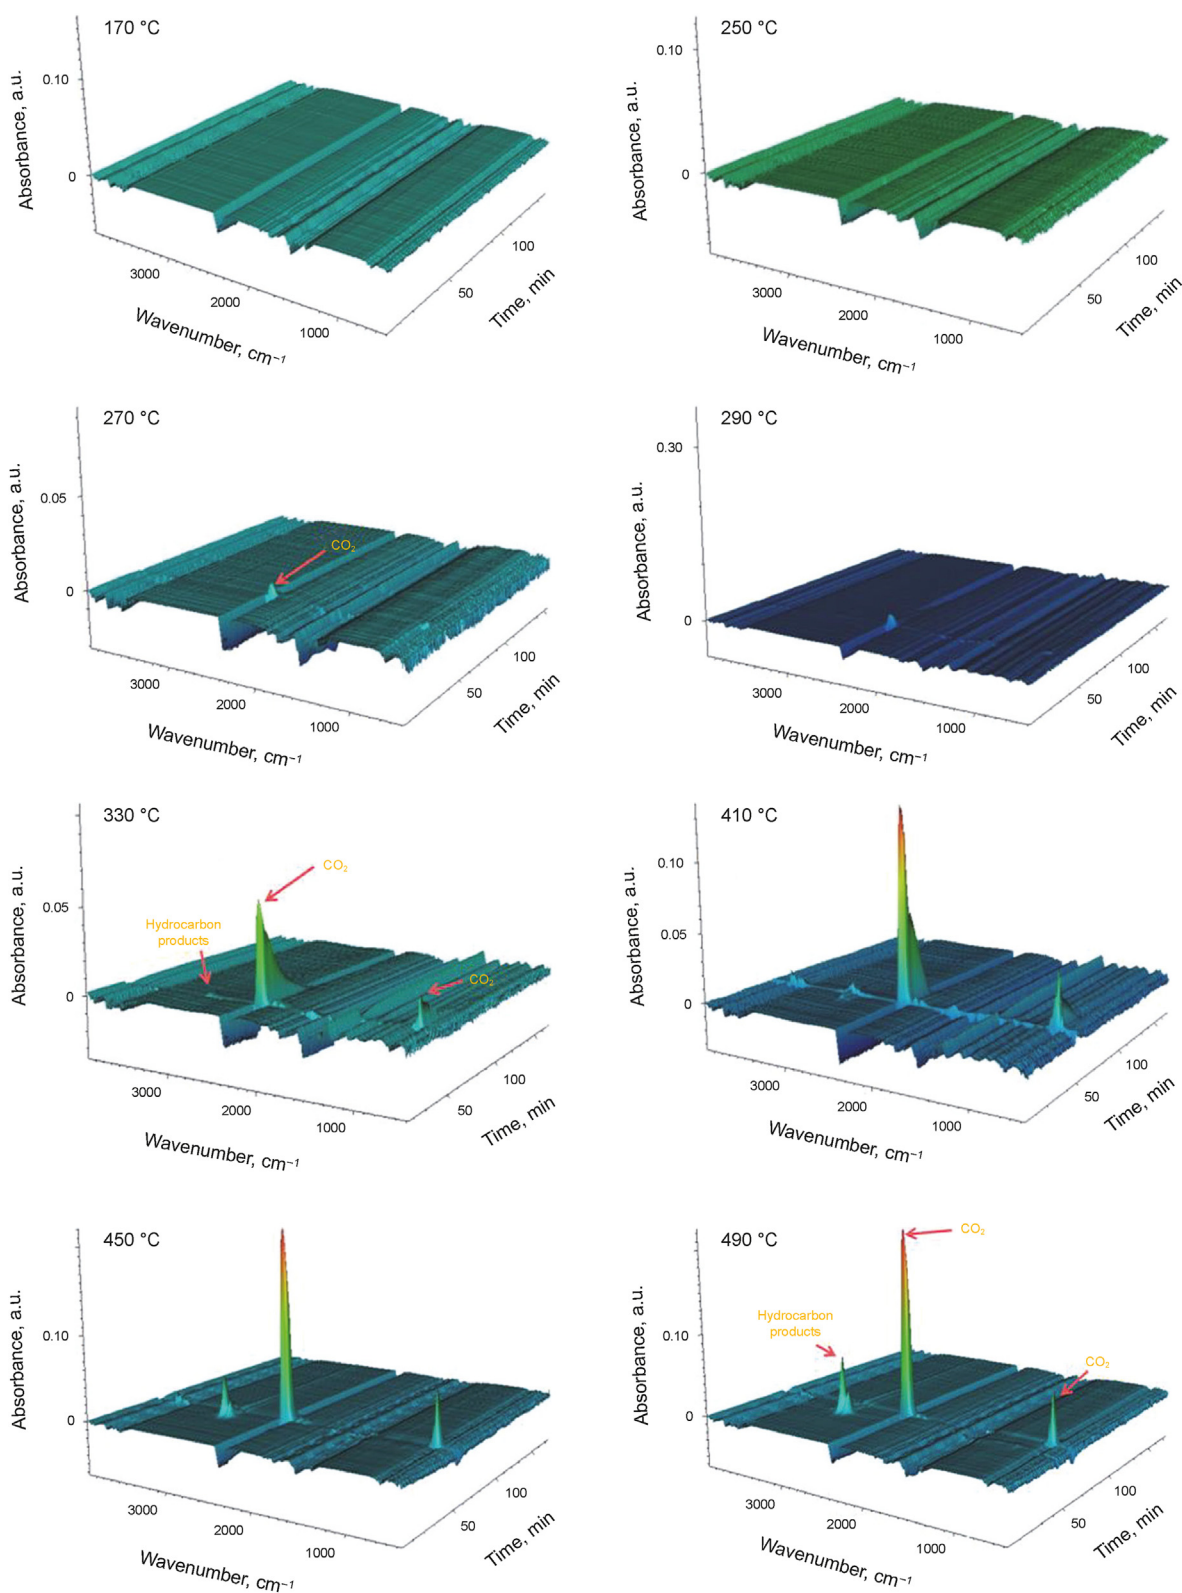 170 °C
Absorbance, a.u.
0.10
0
3000
2000
1000
Wavenumber, cm⁻¹
50
100
Time, min
250 °C
Absorbance, a.u.
0.10
0
3000
2000
1000
Wavenumber, cm⁻¹
50
100
Time, min
270 °C
Absorbance, a.u.
0.05
0
CO₂
3000
2000
1000
Wavenumber, cm⁻¹
50
100
Time, min
290 °C
Absorbance, a.u.
0.30
0
3000
2000
1000
Wavenumber, cm⁻¹
50
100
Time, min
330 °C
Absorbance, a.u.
0.05
0
CO₂
Hydrocarbon
products
CO₂
3000
2000
1000
Wavenumber, cm⁻¹
50
100
Time, min
410 °C
Absorbance, a.u.
0.10
0.05
0
3000
2000
1000
Wavenumber, cm⁻¹
50
100
Time, min
450 °C
Absorbance, a.u.
0.10
0
3000
2000
1000
Wavenumber, cm⁻¹
50
100
Time, min
490 °C
Absorbance, a.u.
0.10
0
CO₂
Hydrocarbon
products
CO₂
3000
2000
1000
Wavenumber, cm⁻¹
50
100
Time, min